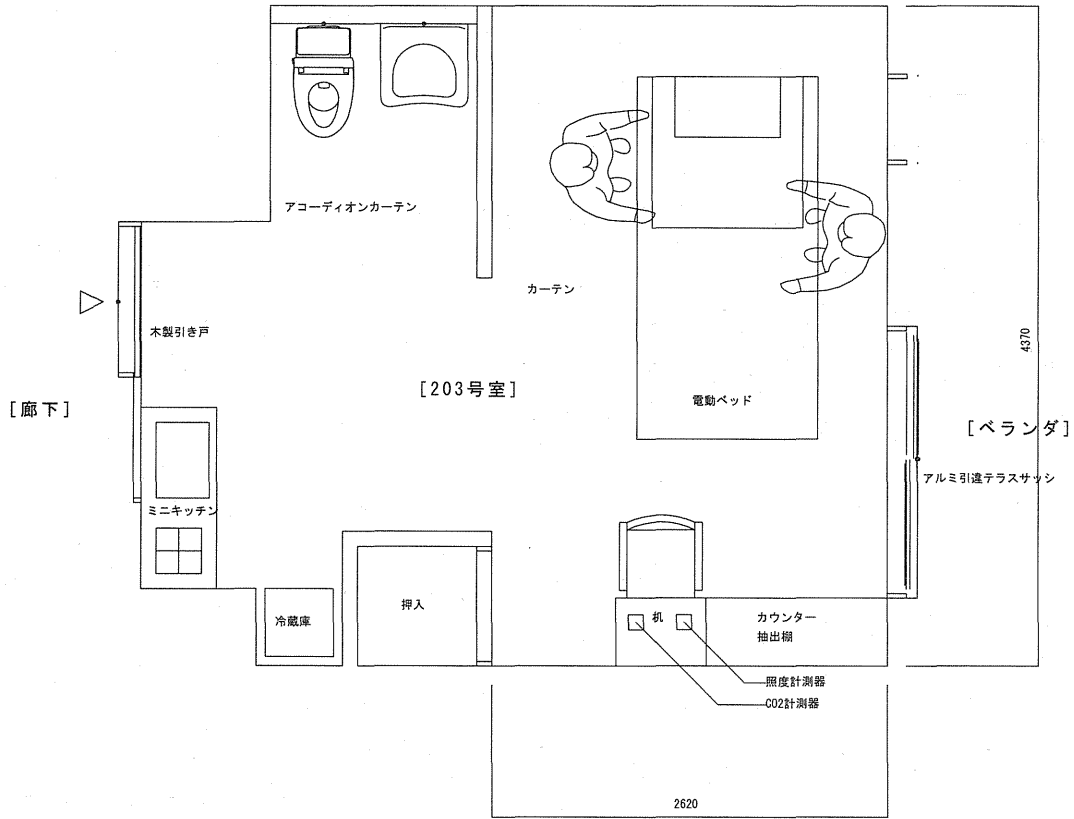 アコーディオンカーテン
カーテン
木製引き戸
4370
[203号室]
電動ベッド
[廊下]
[ベランダ]
アルミ引違テラスサッシ
ミニキッチン
押入
冷蔵庫
机
カウンター
抽出棚
照度計測器
CO2計測器
2620